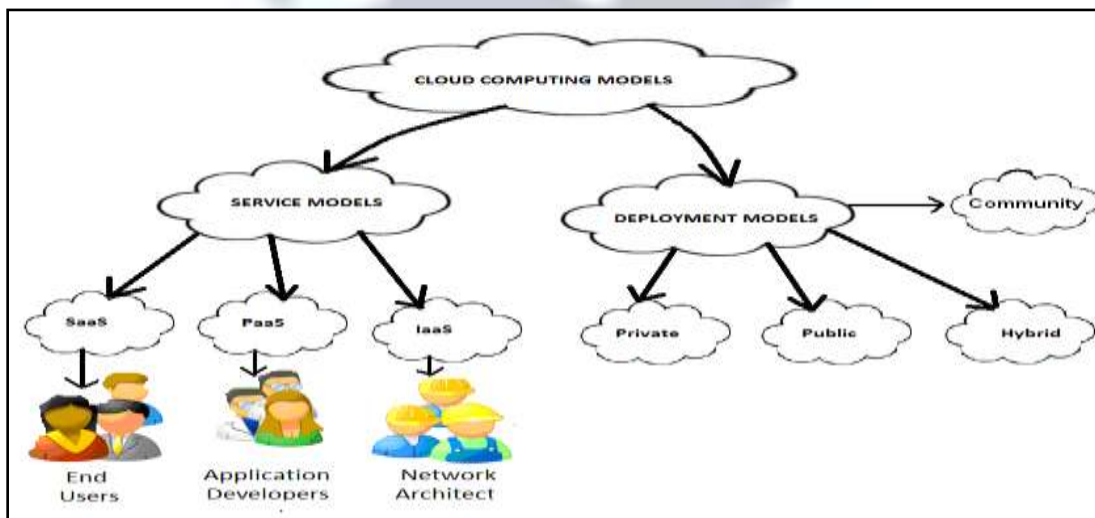 CLOUD COMPUTING MODELS
SERVICE MODELS
DEPLOYMENT MODELS
Community
SaaS
PaaS
IaaS
Private
Public
Hybrid
End
Users
Application
Developers
Network
Architect